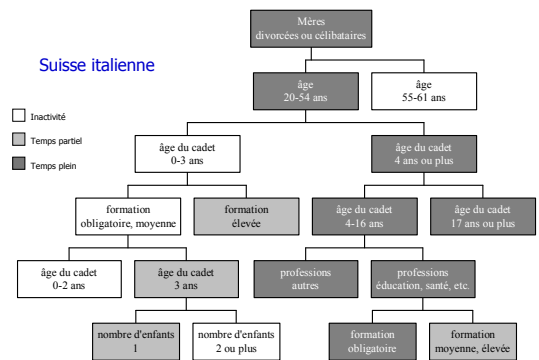 Mères
divorcées ou célibataires
Suisse italienne
âge
20-54 ans
âge
55-61 ans
Inactivité
Temps partiel
Temps plein
âge du cadet
0-3 ans
âge du cadet
4 ans ou plus
formation
obligatoire, moyenne
formation
élevée
âge du cadet
4-16 ans
âge du cadet
17 ans ou plus
âge du cadet
0-2 ans
âge du cadet
3 ans
professions
autres
professions
éducation, santé, etc.
nombre d'enfants
1
nombre d'enfants
2 ou plus
formation
obligatoire
formation
moyenne, élevée